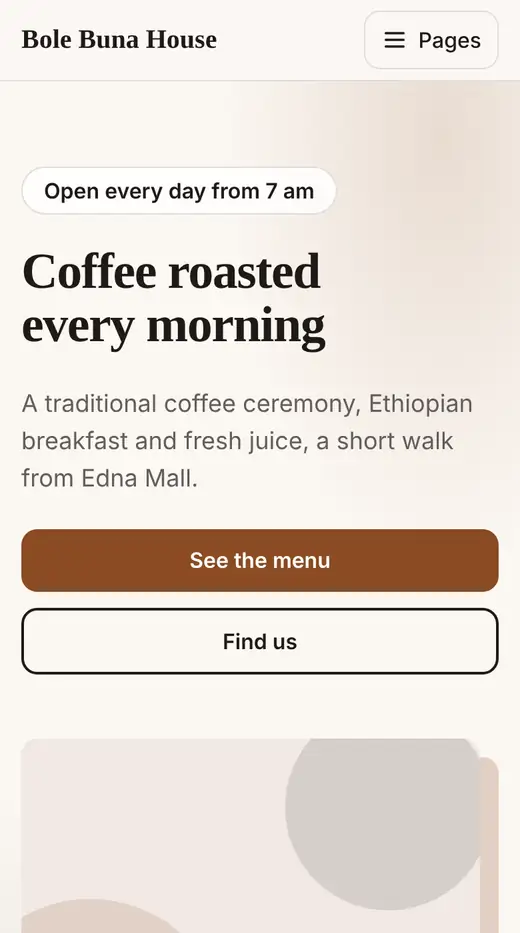 Bole Buna House
Pages
Open every day from 7 am
Coffee roasted
every morning
A traditional coffee ceremony, Ethiopian
breakfast and fresh juice, a short walk
from Edna Mall.
See the menu
Find us